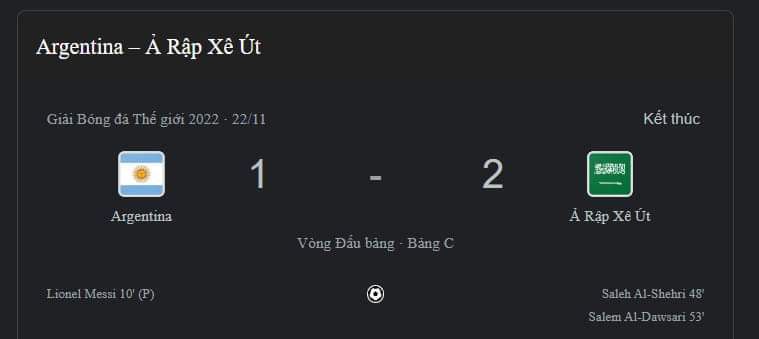 Argentina – Ả Rập Xê Út
Giải Bóng đá Thế giới 2022 · 22/11 Kết thúc
1 - 2
Argentina Ả Rập Xê Út
Vòng Đấu bảng · Bảng C
Lionel Messi 10' (P) Saleh Al-Shehri 48'
Salem Al-Dawsari 53'